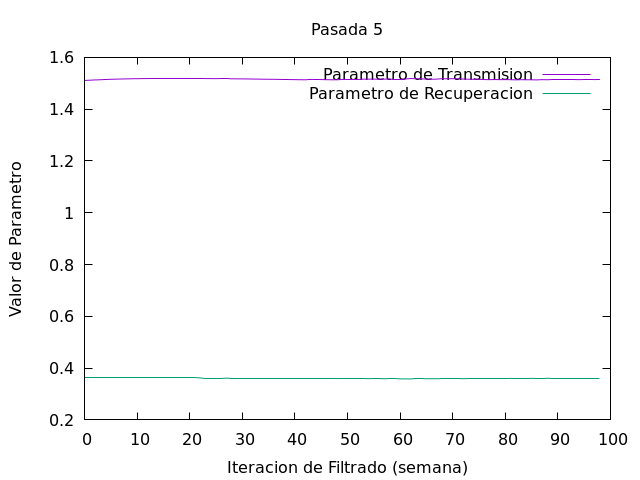 Pasada 5
1.6
Parametro de Transmision
Parametro de Recuperacion
1.4
1.2
1
0.8
0.6
0.4
0.2
Valor de Parametro
0 10 20 30 40 50 60 70 80 90 100
Iteracion de Filtrado (semana)